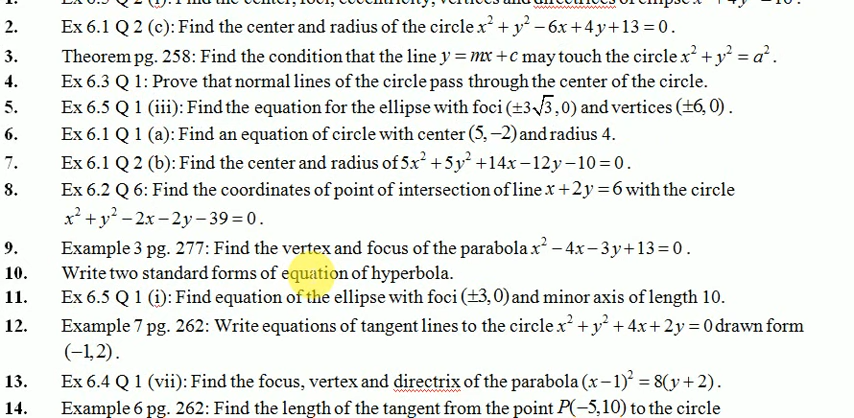 2. Ex 6.1 Q 2 (c): Find the center and radius of the circle x² + y² − 6x + 4y + 13 = 0.
3. Theorem pg. 258: Find the condition that the line y = mx + c may touch the circle x² + y² = a².
4. Ex 6.3 Q 1: Prove that normal lines of the circle pass through the center of the circle.
5. Ex 6.5 Q 1 (iii): Find the equation for the ellipse with foci (±3√3, 0) and vertices (±6, 0).
6. Ex 6.1 Q 1 (a): Find an equation of circle with center (5, −2) and radius 4.
7. Ex 6.1 Q 2 (b): Find the center and radius of 5x² + 5y² + 14x − 12y − 10 = 0.
8. Ex 6.2 Q 6: Find the coordinates of point of intersection of line x + 2y = 6 with the circle
x² + y² − 2x − 2y − 39 = 0.
9. Example 3 pg. 277: Find the vertex and focus of the parabola x² − 4x − 3y + 13 = 0.
10. Write two standard forms of equation of hyperbola.
11. Ex 6.5 Q 1 (i): Find equation of the ellipse with foci (±3, 0) and minor axis of length 10.
12. Example 7 pg. 262: Write equations of tangent lines to the circle x² + y² + 4x + 2y = 0 drawn form
(−1, 2).
13. Ex 6.4 Q 1 (vii): Find the focus, vertex and directrix of the parabola (x − 1)² = 8(y + 2).
14. Example 6 pg. 262: Find the length of the tangent from the point P(−5, 10) to the circle